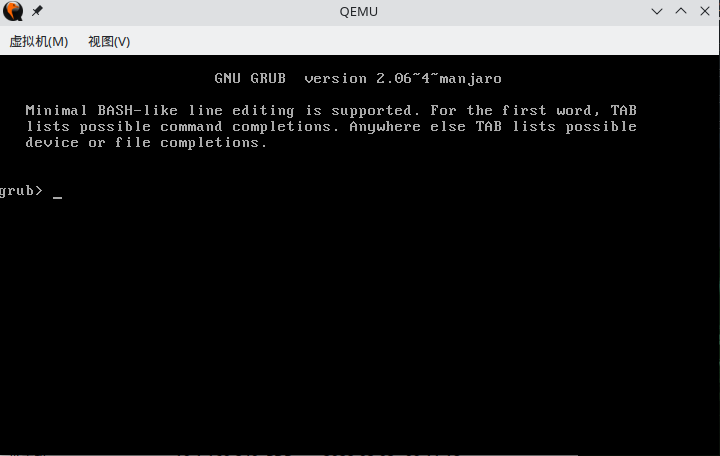 QEMU
虚拟机(M) 视图(V)
GNU GRUB version 2.06~4~manjaro
Minimal BASH-like line editing is supported. For the first word, TAB
lists possible command completions. Anywhere else TAB lists possible
device or file completions.
grub> _